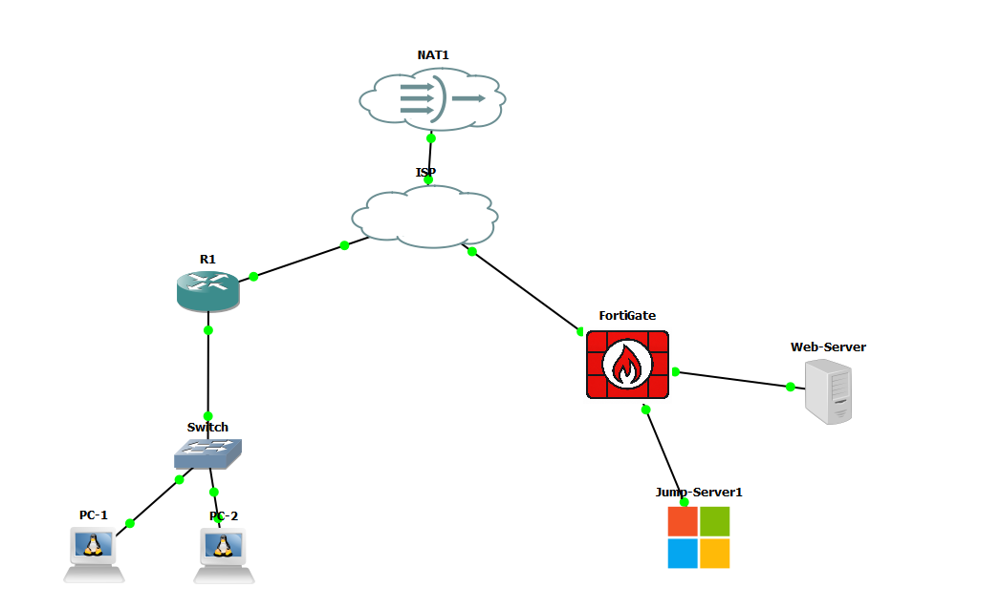 NAT1
ISP
R1
FortiGate
Web-Server
Switch
Jump-Server1
PC-1
PC-2